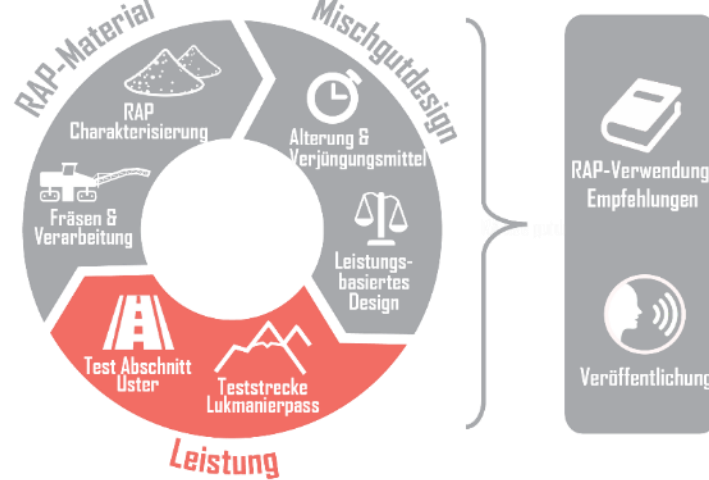 RAP-Material
RAP
Charakterisierung
Fräsen &
Verarbeitung
Mischgutdesign
Alterung &
Verjüngungsmittel
Leistungs-
basiertes
Design
Test Abschnitt
Uster
Teststrecke
Lukmanierpass
Leistung
RAP-Verwendung
Empfehlungen
Veröffentlichung